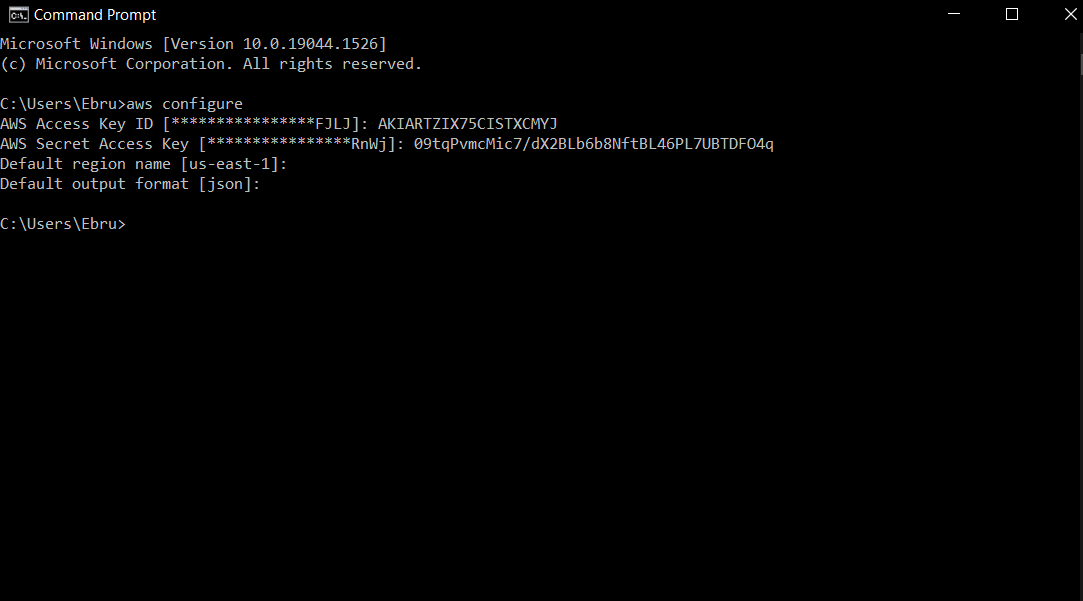 Command Prompt
Microsoft Windows [Version 10.0.19044.1526]
(c) Microsoft Corporation. All rights reserved.
C:\Users\Ebru>aws configure
AWS Access Key ID [****************FJLJ]: AKIARTZIX75CISTXCMYJ
AWS Secret Access Key [****************RnWj]: 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
Default region name [us-east-1]:
Default output format [json]:
C:\Users\Ebru>